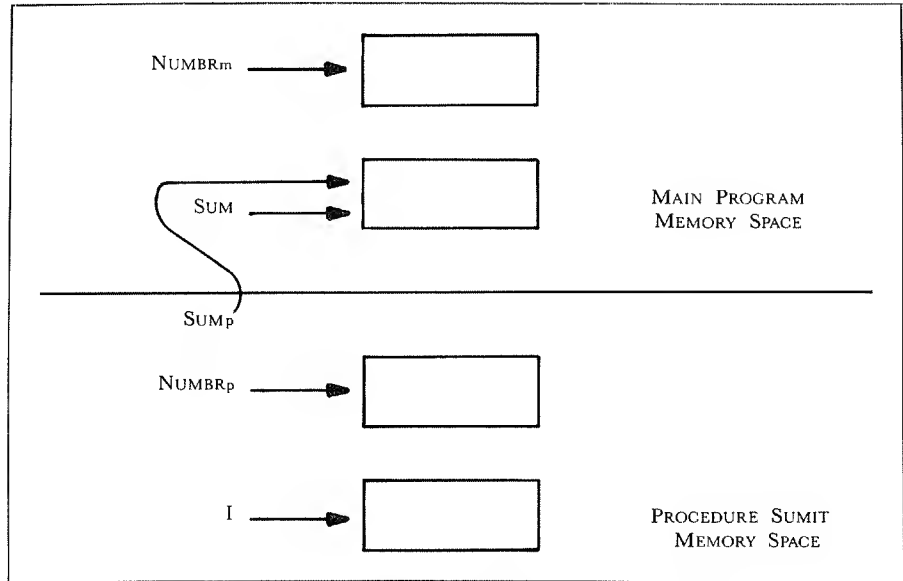 NUMBRm
SUM
MAIN PROGRAM
MEMORY SPACE
SUMp
NUMBRp
I
PROCEDURE SUMIT
MEMORY SPACE